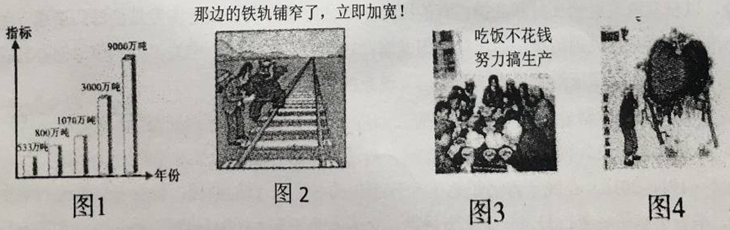 那边的铁轨铺窄了，立即加宽！
指标
9000万吨
3000万吨
1070万吨
800万吨
533万吨
年份
吃饭不花钱
努力搞生产
图1
图2
图3
图4